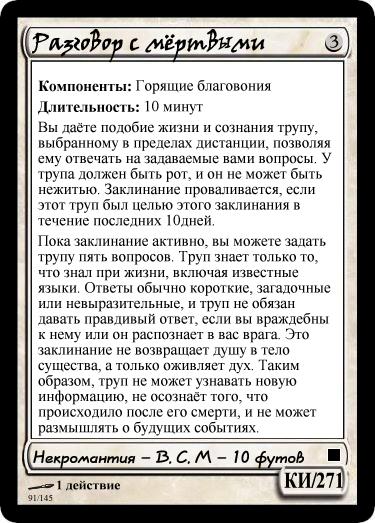 Разговор с мёртвыми
3
Компоненты: Горящие благовония
Длительность: 10 минут
Вы даёте подобие жизни и сознания трупу,
выбранному в пределах дистанции, позволяя
ему отвечать на задаваемые вами вопросы. У
трупа должен быть рот, и он не может быть
нежитью. Заклинание проваливается, если
этот труп был целью этого заклинания в
течение последних 10дней.
Пока заклинание активно, вы можете задать
трупу пять вопросов. Труп знает только то,
что знал при жизни, включая известные
языки. Ответы обычно короткие, загадочные
или невыразительные, и труп не обязан
давать правдивый ответ, если вы враждебны
к нему или он распознает в вас врага. Это
заклинание не возвращает душу в тело
существа, а только оживляет дух. Таким
образом, труп не может узнавать новую
информацию, не осознаёт того, что
происходило после его смерти, и не может
размышлять о будущих событиях.
Некромантия – В, С, М – 10 футов
КИ/271
1 действие
91/145